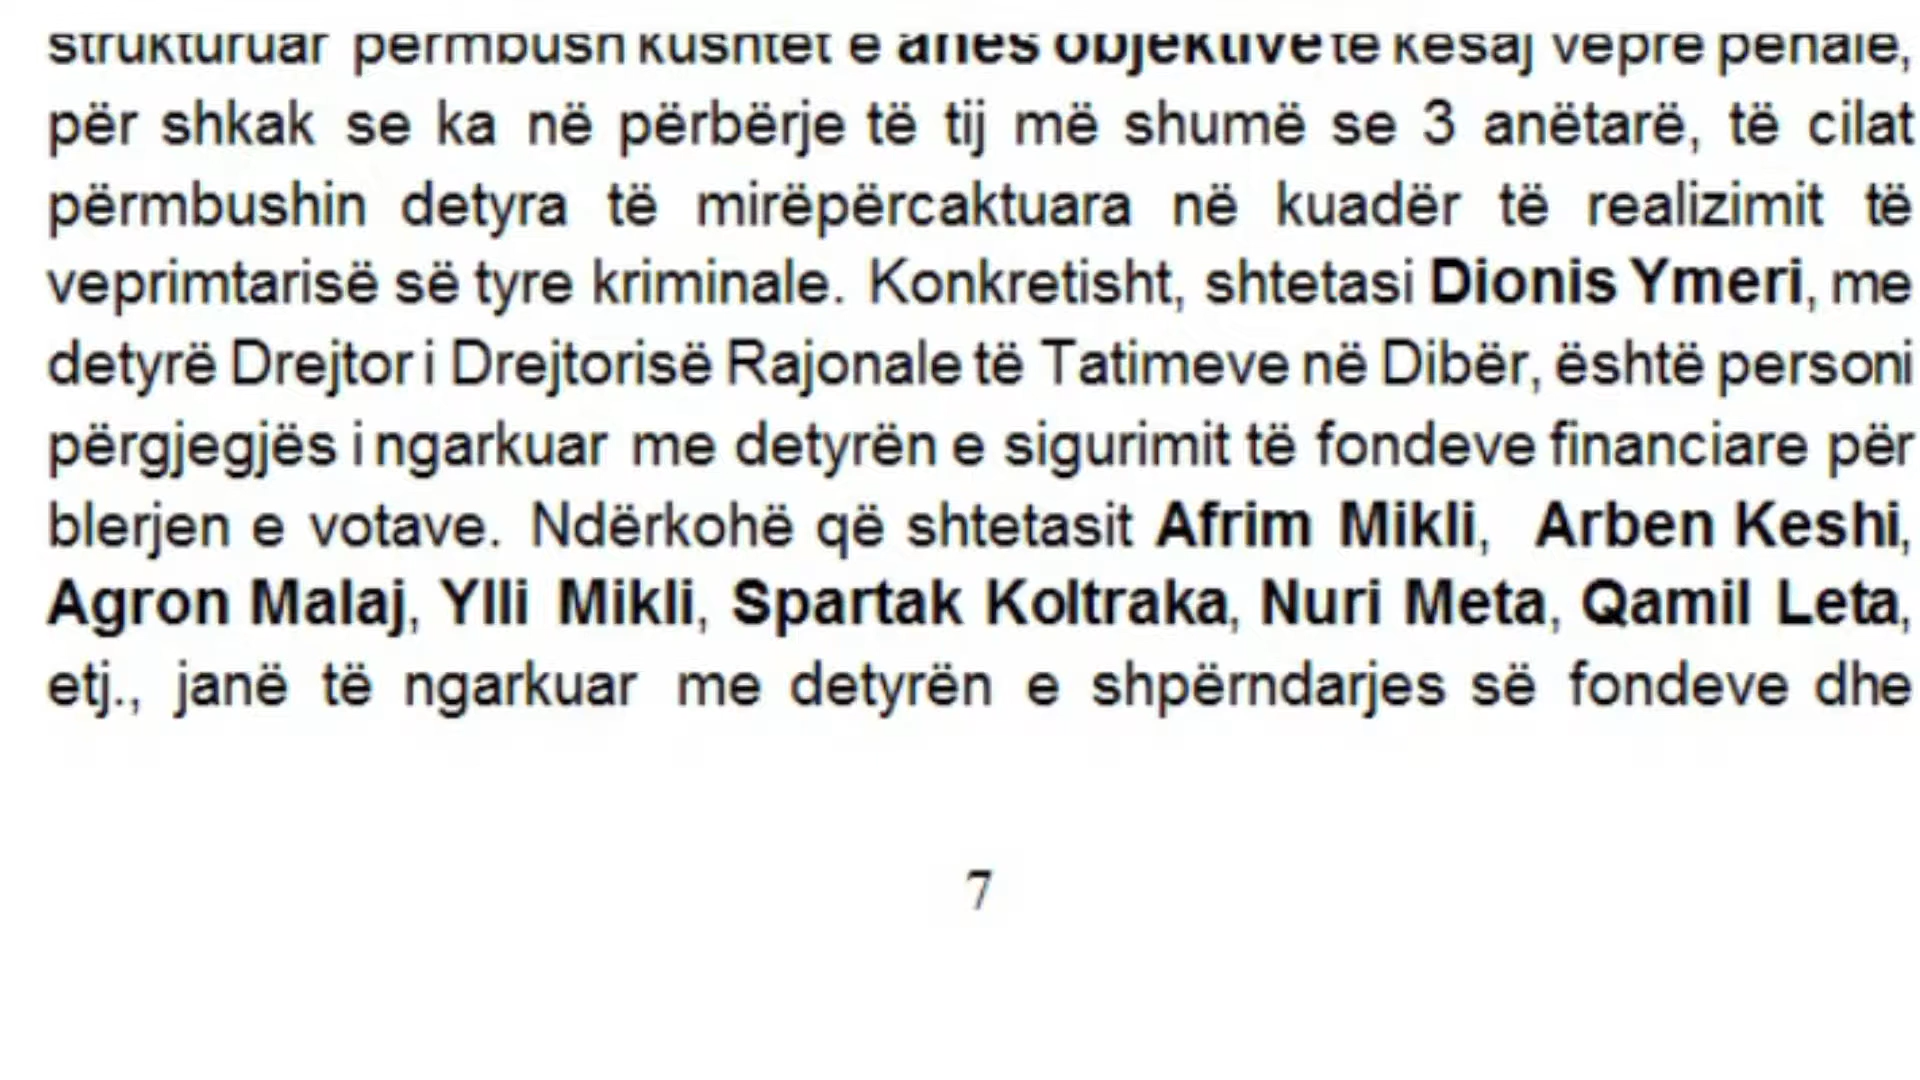 strukturuar përmbush kushtet e anës objektive të kësaj vepre penale,
për shkak se ka në përbërje të tij më shumë se 3 anëtarë, të cilat
përmbushin detyra të mirëpërcaktuara në kuadër të realizimit të
veprimtarisë së tyre kriminale. Konkretisht, shtetasi Dionis Ymeri, me
detyrë Drejtor i Drejtorisë Rajonale të Tatimeve në Dibër, është personi
përgjegjës i ngarkuar me detyrën e sigurimit të fondeve financiare për
blerjen e votave. Ndërkohë që shtetasit Afrim Mikli, Arben Keshi,
Agron Malaj, Ylli Mikli, Spartak Koltraka, Nuri Meta, Qamil Leta,
etj., janë të ngarkuar me detyrën e shpërndarjes së fondeve dhe
7